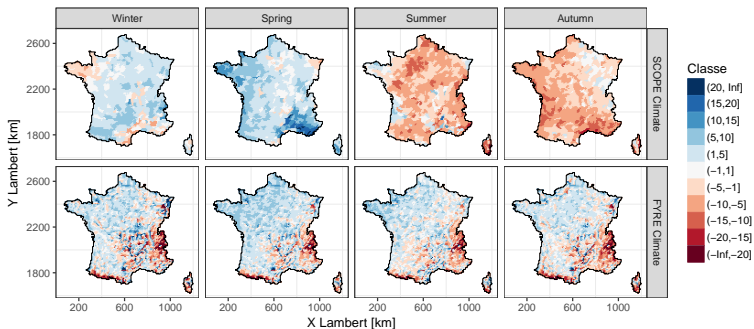 Winter Spring Summer Autumn
2600
2200
1800
SCOPE Climate
Y Lambert [km]
2600
2200
1800
FYRE Climate
200 600 1000 200 600 1000 200 600 1000 200 600 1000
X Lambert [km]
Classe
(20, Inf]
(15,20]
(10,15]
(5,10]
(1,5]
(−1,1]
(−5,−1]
(−10,−5]
(−15,−10]
(−20,−15]
(−Inf,−20]